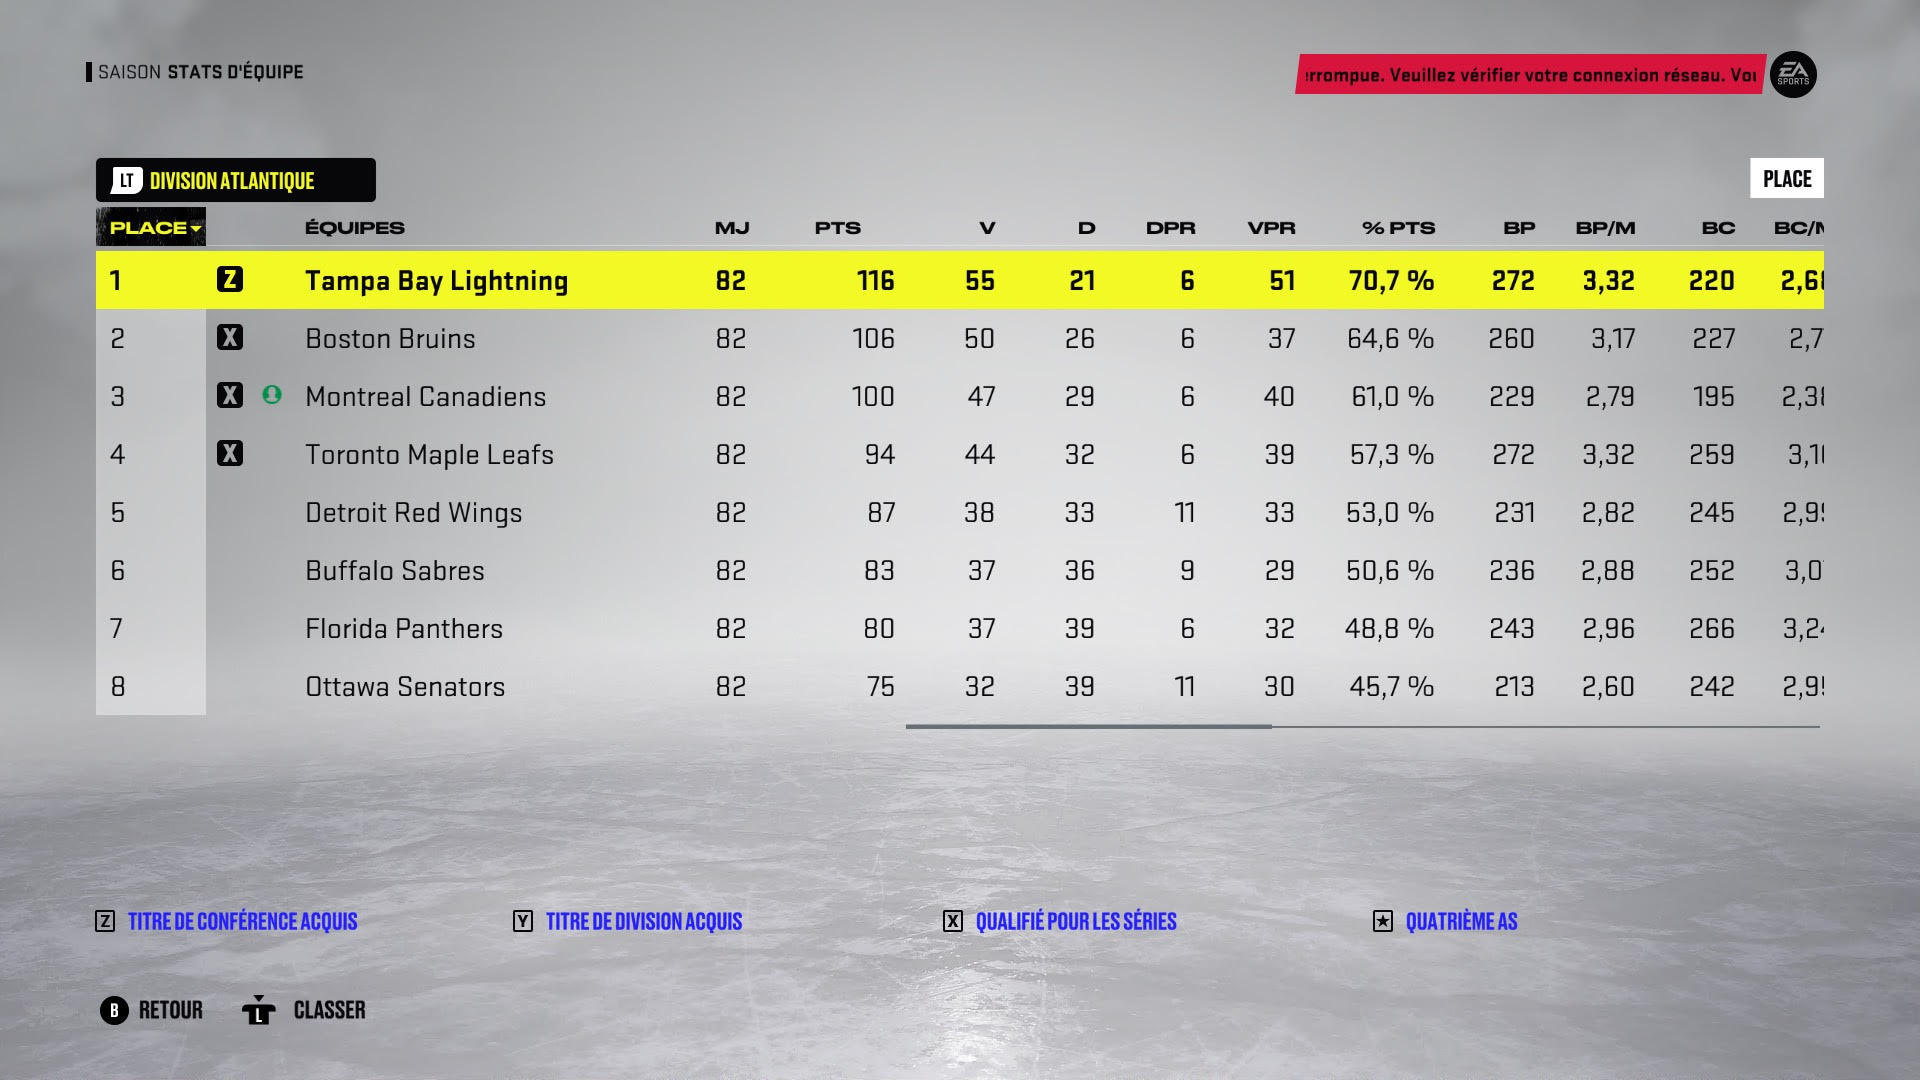 SAISON STATS D'ÉQUIPE
Veuillez vérifier votre connexion réseau.
EA
SPORTS
LT DIVISION ATLANTIQUE
PLACE
PLACE ÉQUIPES MJ PTS V D DPR VPR % PTS BP BP/M BC
1 Z Tampa Bay Lightning 82 116 55 21 6 51 70,7 % 272 3,32 220
2 X Boston Bruins 82 106 50 26 6 37 64,6 % 260 3,17 227
3 X Montreal Canadiens 82 100 47 29 6 40 61,0 % 229 2,79 195
4 X Toronto Maple Leafs 82 94 44 32 6 39 57,3 % 272 3,32 259
5 Detroit Red Wings 82 87 38 33 11 33 53,0 % 231 2,82 245
6 Buffalo Sabres 82 83 37 36 9 29 50,6 % 236 2,88 252
7 Florida Panthers 82 80 37 39 6 32 48,8 % 243 2,96 266
8 Ottawa Senators 82 75 32 39 11 30 45,7 % 213 2,60 242
Z TITRE DE CONFÉRENCE ACQUIS Y TITRE DE DIVISION ACQUIS X QUALIFIÉ POUR LES SÉRIES ★ QUATRIÈME AS
B RETOUR L CLASSER